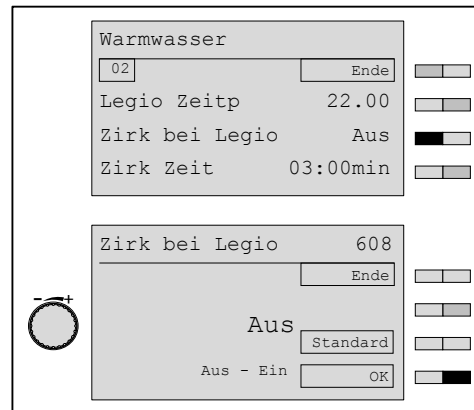 Warmwasser
02 Ende
Legio Zeitp 22.00
Zirk bei Legio Aus
Zirk Zeit 03:00min
Zirk bei Legio 608
Ende
- +
Aus
Standard
Aus - Ein OK